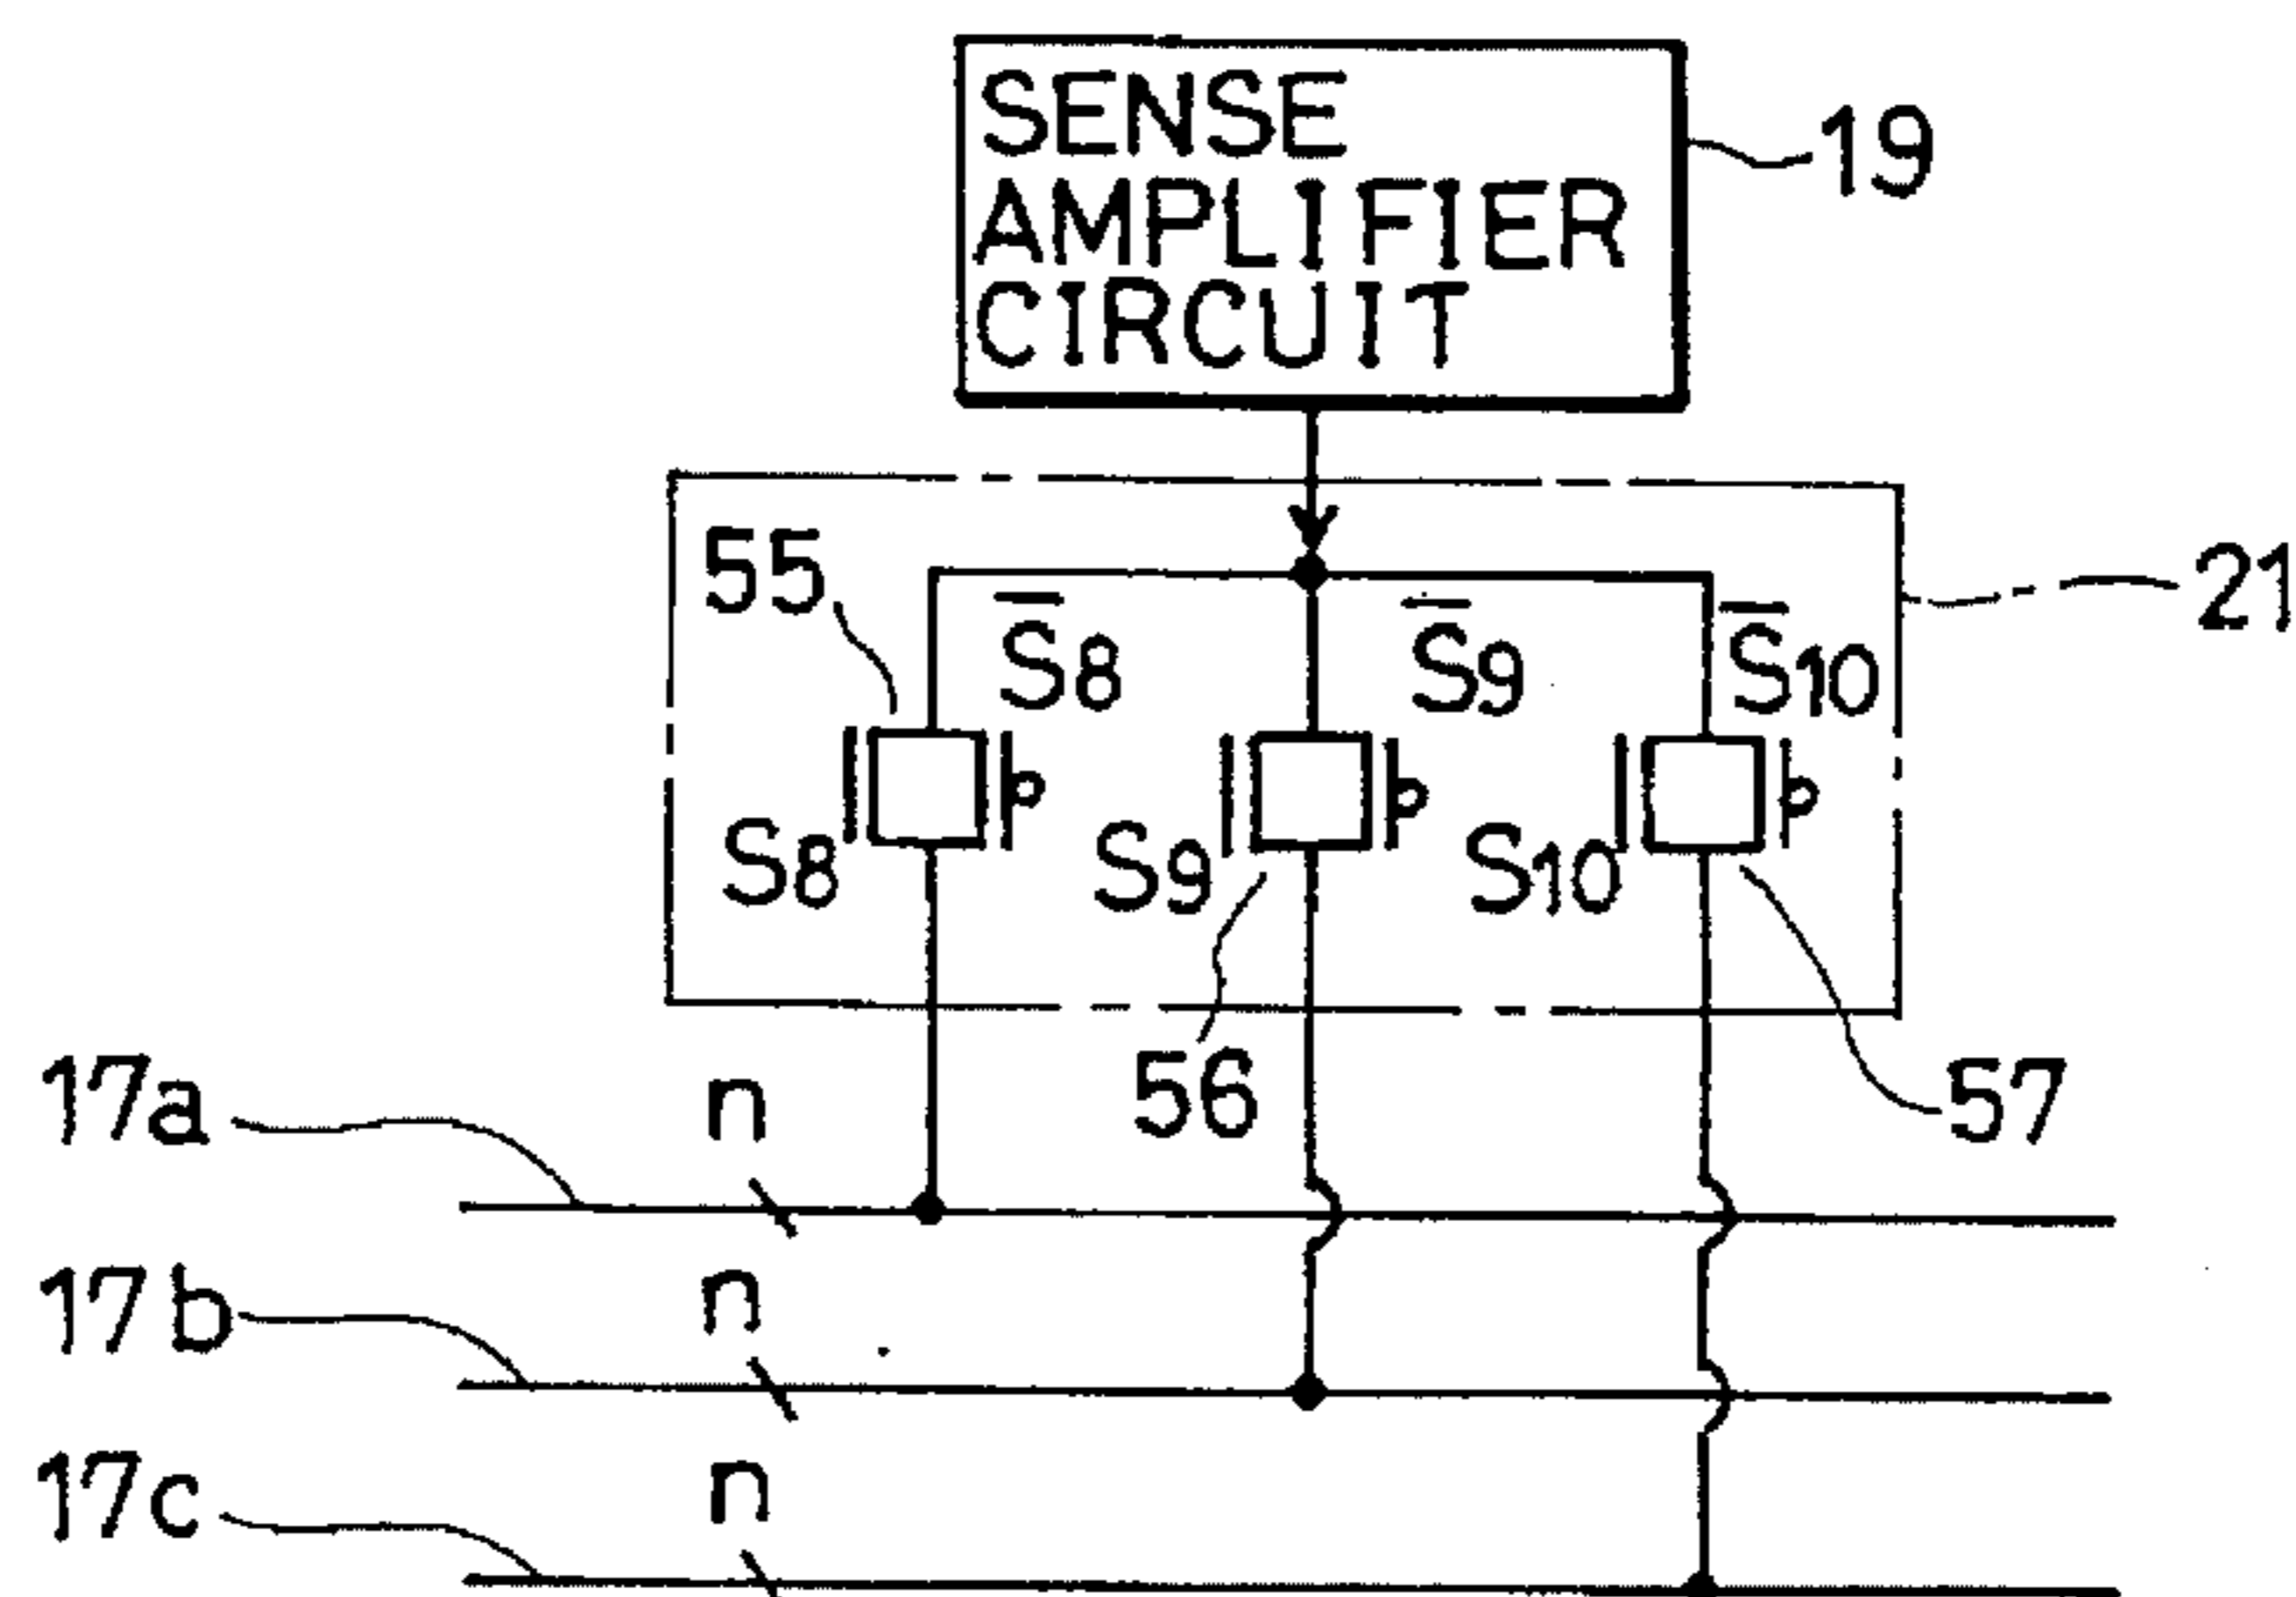 SENSE
AMPLIFIER
CIRCUIT
19
21
55
S̅8 S̅9 S̅10
S8 S9 S10
56 57
17a n
17b n
17c n